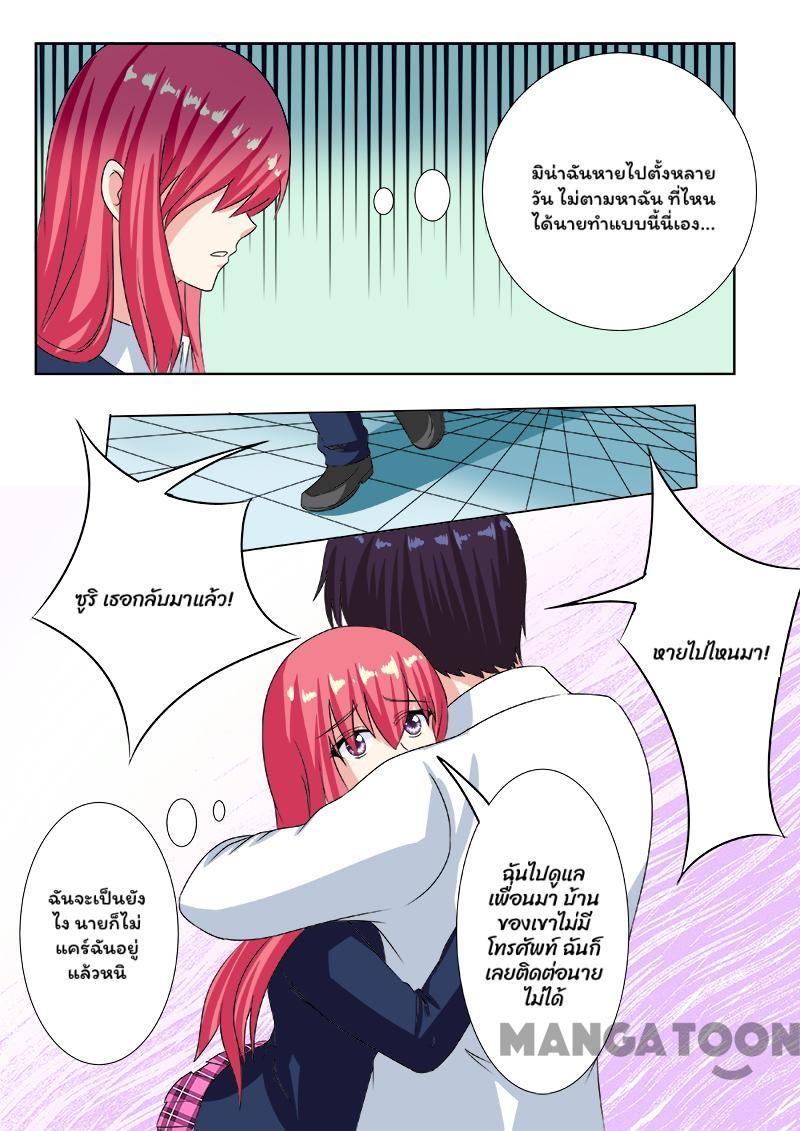 มิน่าฉันหายไปตั้งหลาย
วัน ไม่ตามหาฉัน ที่ไหน
ได้นายทำแบบนี้นี่เอง...
ซูริ เธอกลับมาแล้ว!
หายไปไหนมา!
ฉันไปดูแล
เพื่อนมา บ้าน
ของเขาไม่มี
โทรศัพท์ ฉันก็
เลยติดต่อนาย
ไม่ได้
ฉันจะเป็นยัง
ไง นายก็ไม่
แคร์ฉันอยู่
แล้วหนิ
MANGATOON